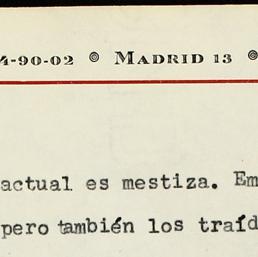 4-90-02 ● MADRID 13 ●
actual es mestiza. Em
pero también los traíd